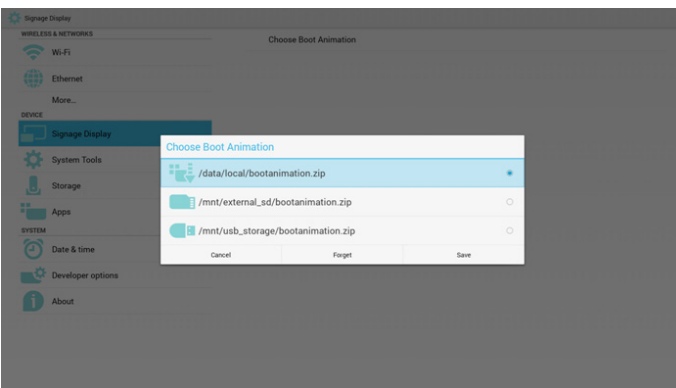 Signage Display
WIRELESS & NETWORKS
Wi-Fi
Ethernet
More...
DEVICE
Signage Display
System Tools
Storage
Apps
SYSTEM
Date & time
Developer options
About
Choose Boot Animation
Choose Boot Animation
/data/local/bootanimation.zip
/mnt/external_sd/bootanimation.zip
/mnt/usb_storage/bootanimation.zip
Cancel Forget Save